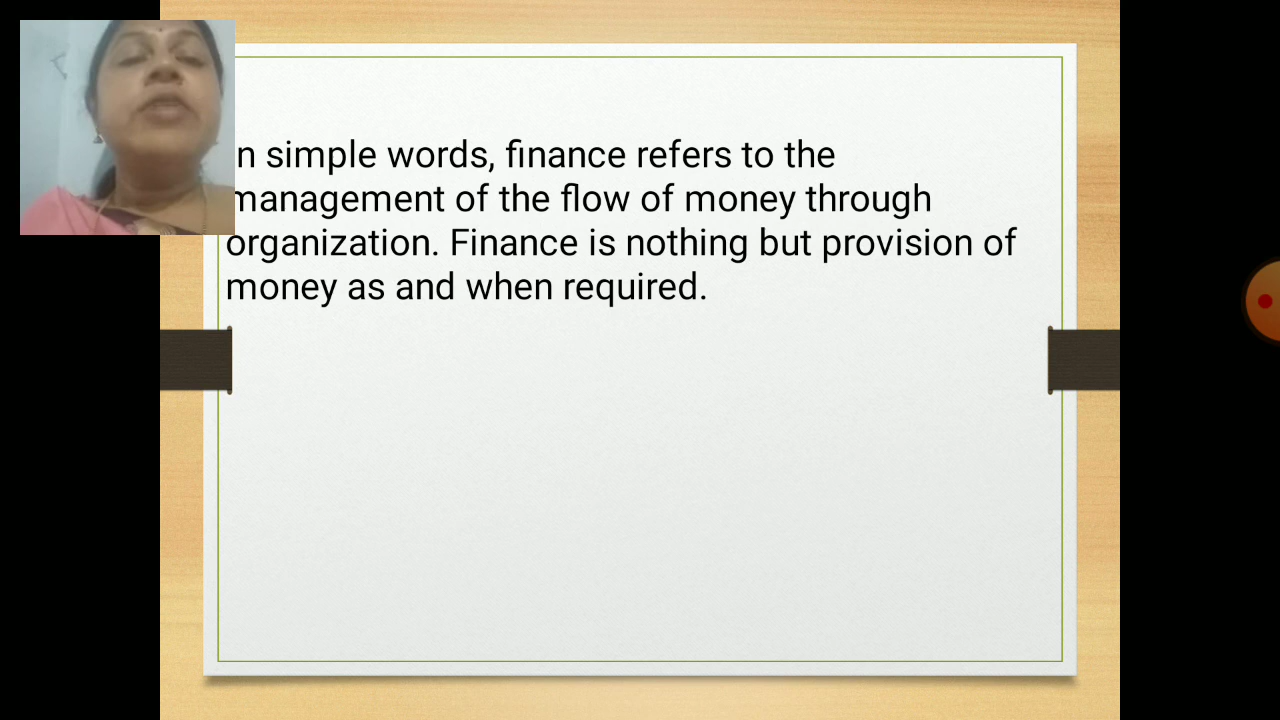 n simple words, finance refers to the
management of the flow of money through
organization. Finance is nothing but provision of
money as and when required.